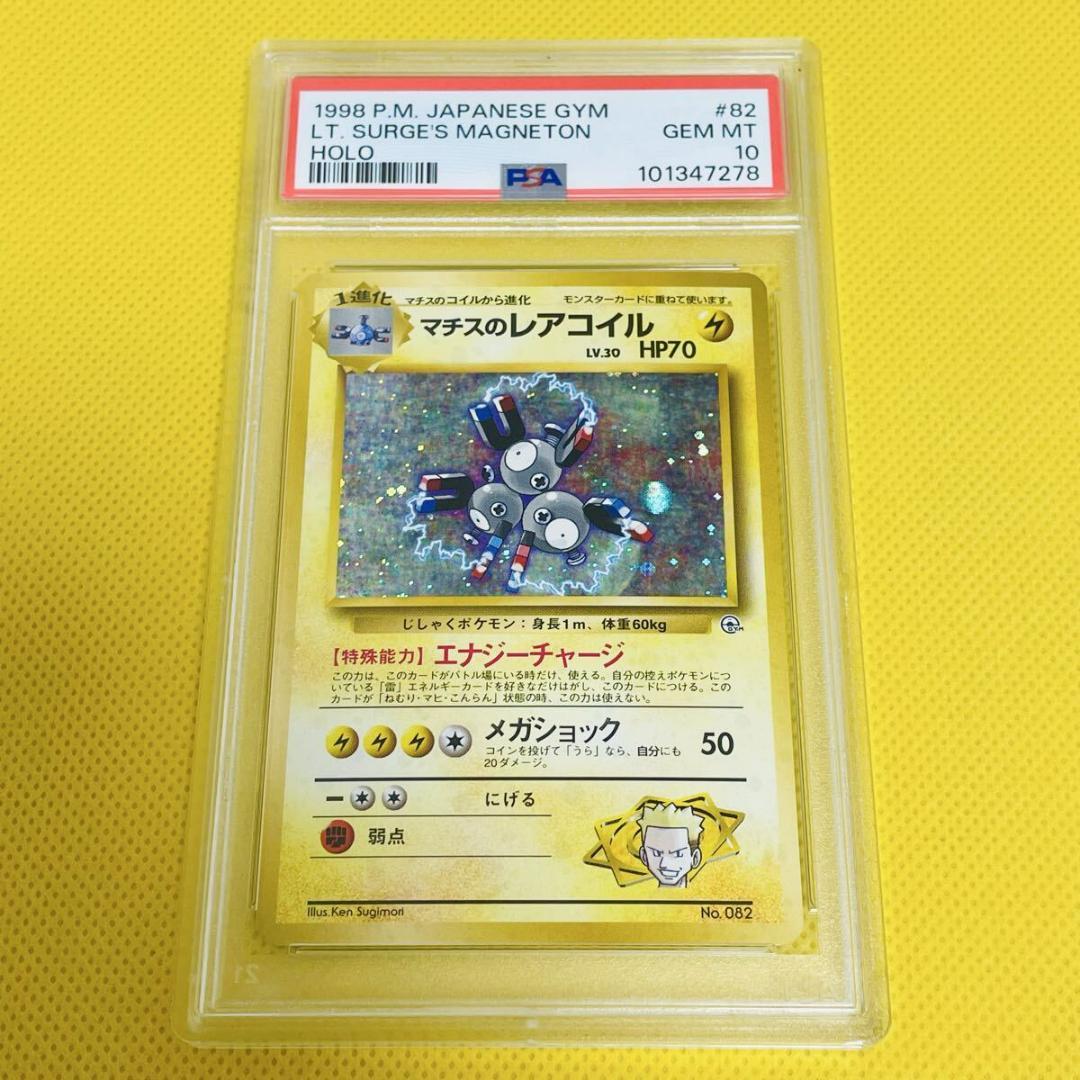 1998 P.M. JAPANESE GYM #82
LT. SURGE'S MAGNETON GEM MT
HOLO 10
PSA 101347278
1進化 マチスのコイルから進化 モンスターカードに重ねて使います。
マチスのレアコイル
LV.30 HP70
じしゃくポケモン：身長1m、体重60kg
GYM
【特殊能力】エナジーチャージ
この力は、このカードがバトル場にいる時だけ、使える。自分の控えポケモンにつ
いている「雷」エネルギーカードを好きなだけはがし、このカードにつける。この
カードが「ねむり・マヒ・こんらん」状態の時、この力は使えない。
メガショック 50
コインを投げて「うら」なら、自分にも
20ダメージ。
にげる
弱点
Illus. Ken Sugimori No. 082